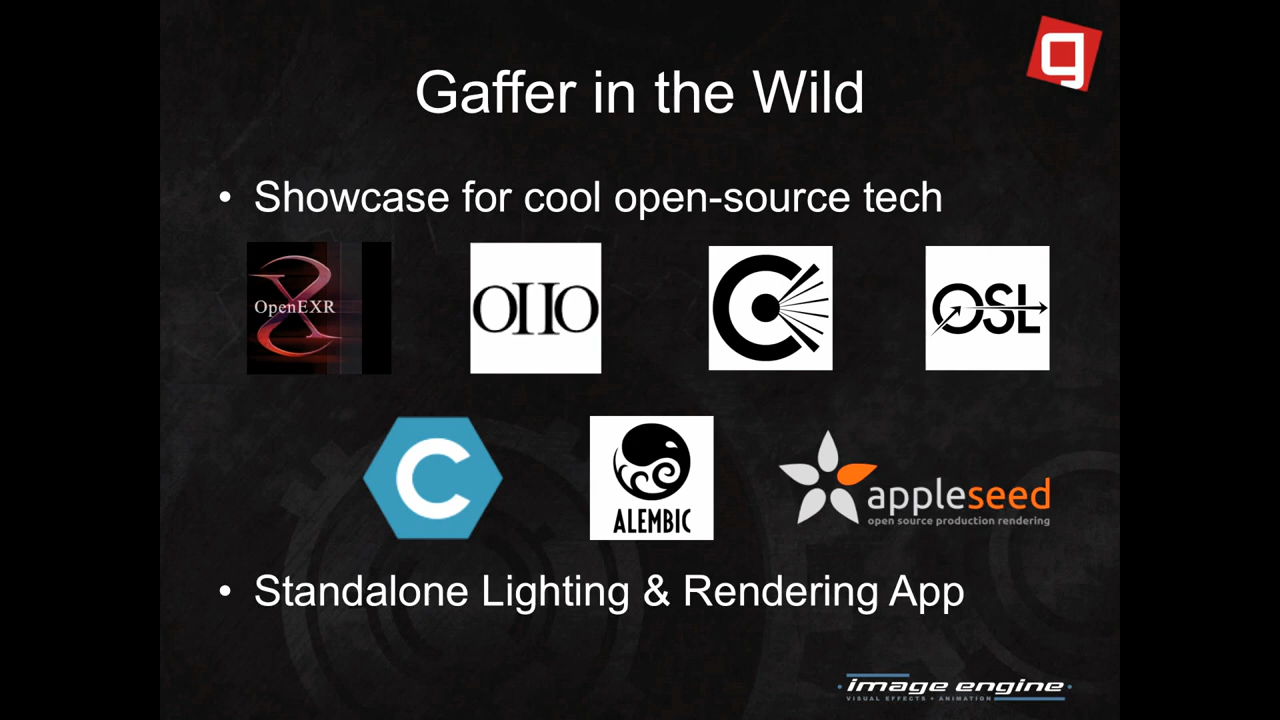 g
Gaffer in the Wild
• Showcase for cool open-source tech
OpenEXR
OIIO
OSL
C
ALEMBIC
appleseed
open source production rendering
• Standalone Lighting & Rendering App
image engine
VISUAL EFFECTS + ANIMATION